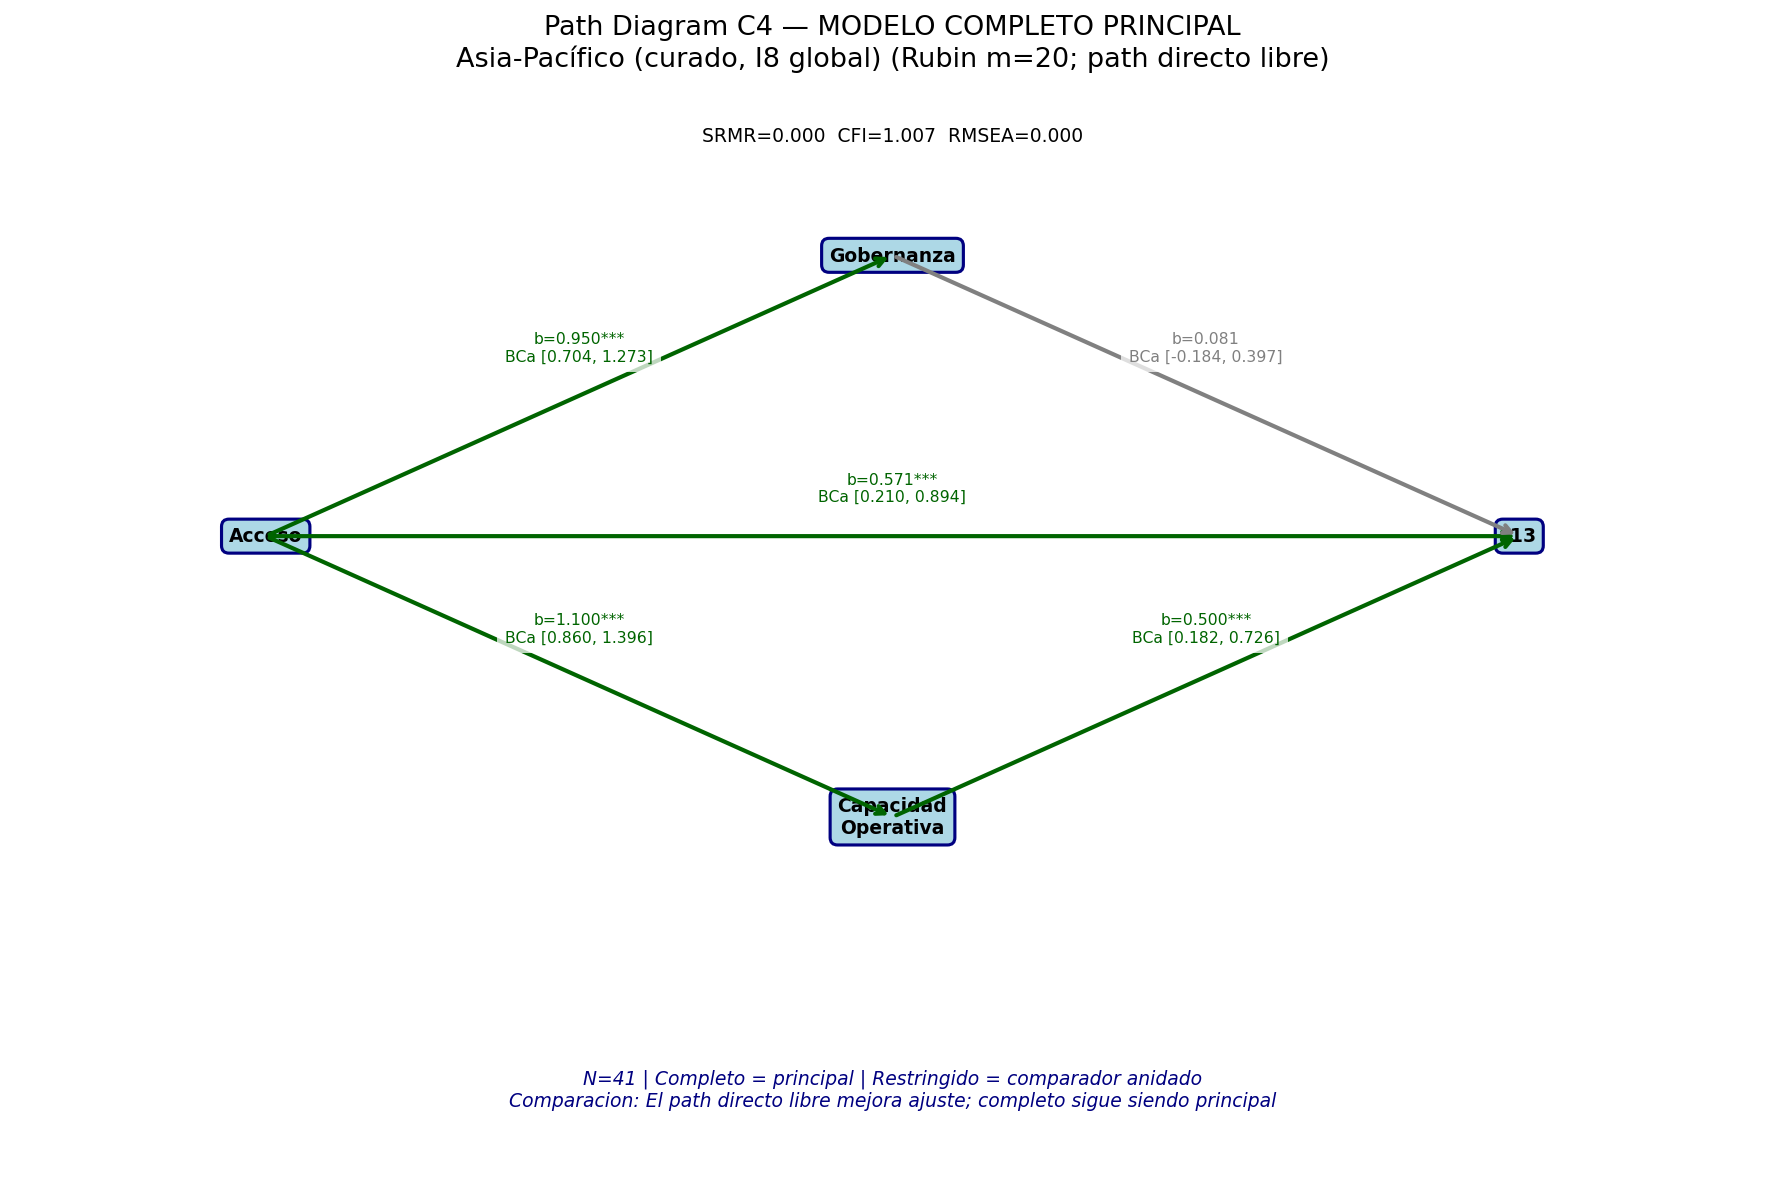 Path Diagram C4 — MODELO COMPLETO PRINCIPAL
Asia-Pacífico (curado, I8 global) (Rubin m=20; path directo libre)
SRMR=0.000  CFI=1.007  RMSEA=0.000
Gobernanza
b=0.950***
BCa [0.704, 1.273]
b=0.081
BCa [-0.184, 0.397]
b=0.571***
BCa [0.210, 0.894]
Acceso
13
b=1.100***
BCa [0.860, 1.396]
b=0.500***
BCa [0.182, 0.726]
Capacidad
Operativa
N=41 | Completo = principal | Restringido = comparador anidado
Comparacion: El path directo libre mejora ajuste; completo sigue siendo principal